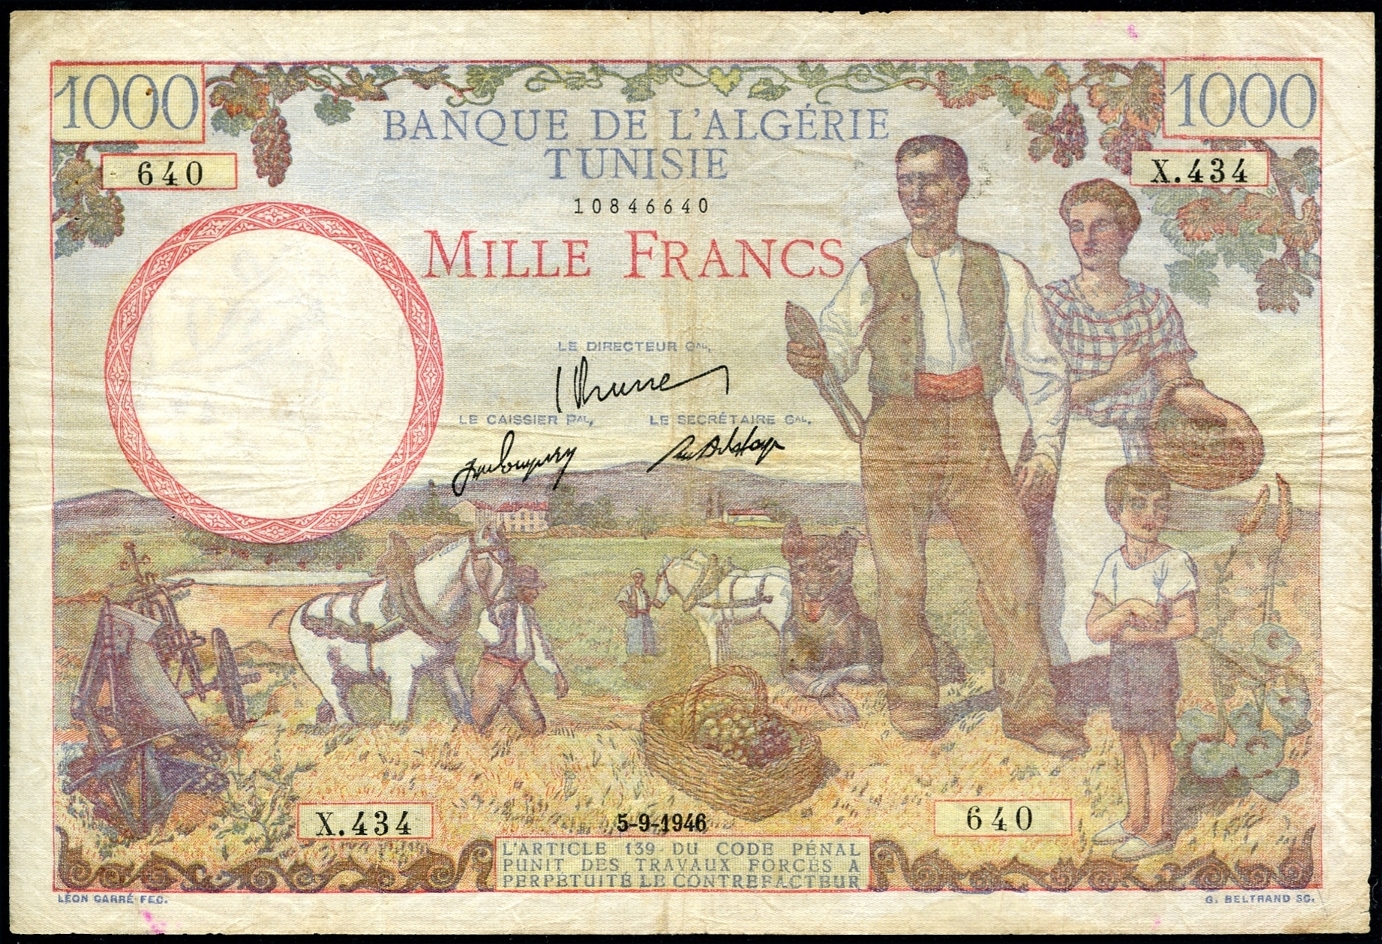 1000
1000
BANQUE DE L'ALGÉRIE
TUNISIE
640
X.434
10846640
MILLE FRANCS
LE DIRECTEUR GAL,
LE CAISSIER PAL,
LE SECRÉTAIRE GAL,
X.434
5-9-1946
640
L'ARTICLE 139 DU CODE PÉNAL
PUNIT DES TRAVAUX FORCÉS A
PERPÉTUITÉ LE CONTREFACTEUR
LÉON CARRÉ FEC.
G. BELTRAND SC.